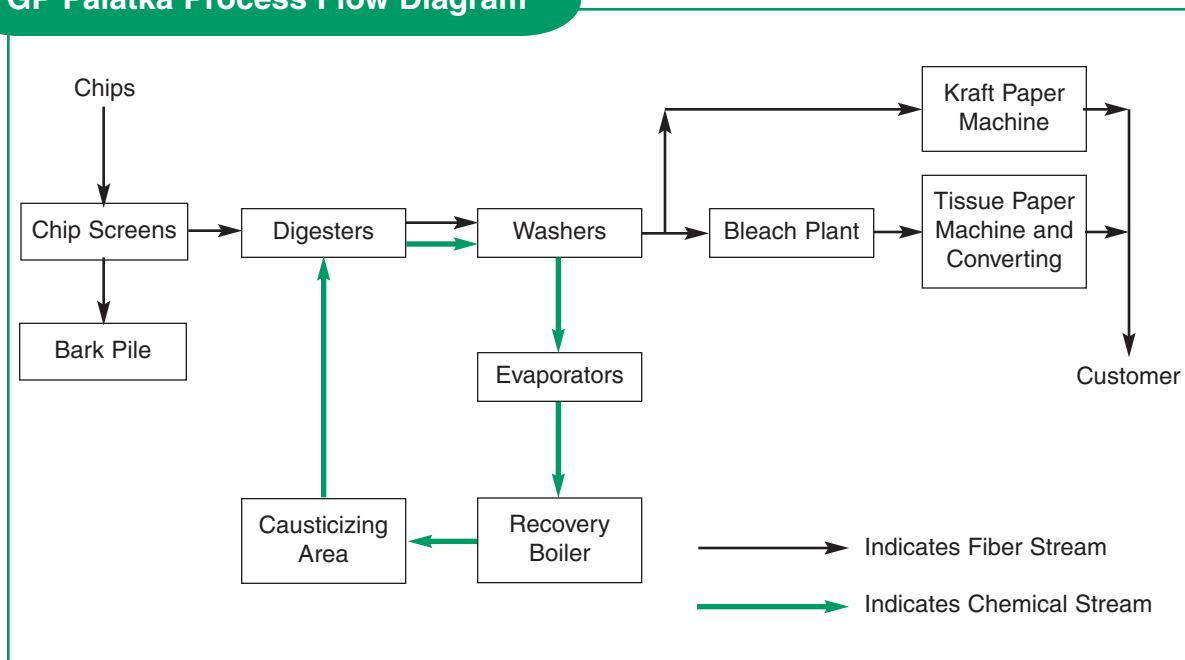 GP Palatka Process Flow Diagram
Chips
Kraft Paper
Machine
Chip Screens
Digesters
Washers
Bleach Plant
Tissue Paper
Machine and
Converting
Bark Pile
Evaporators
Customer
Causticizing
Area
Recovery
Boiler
Indicates Fiber Stream
Indicates Chemical Stream